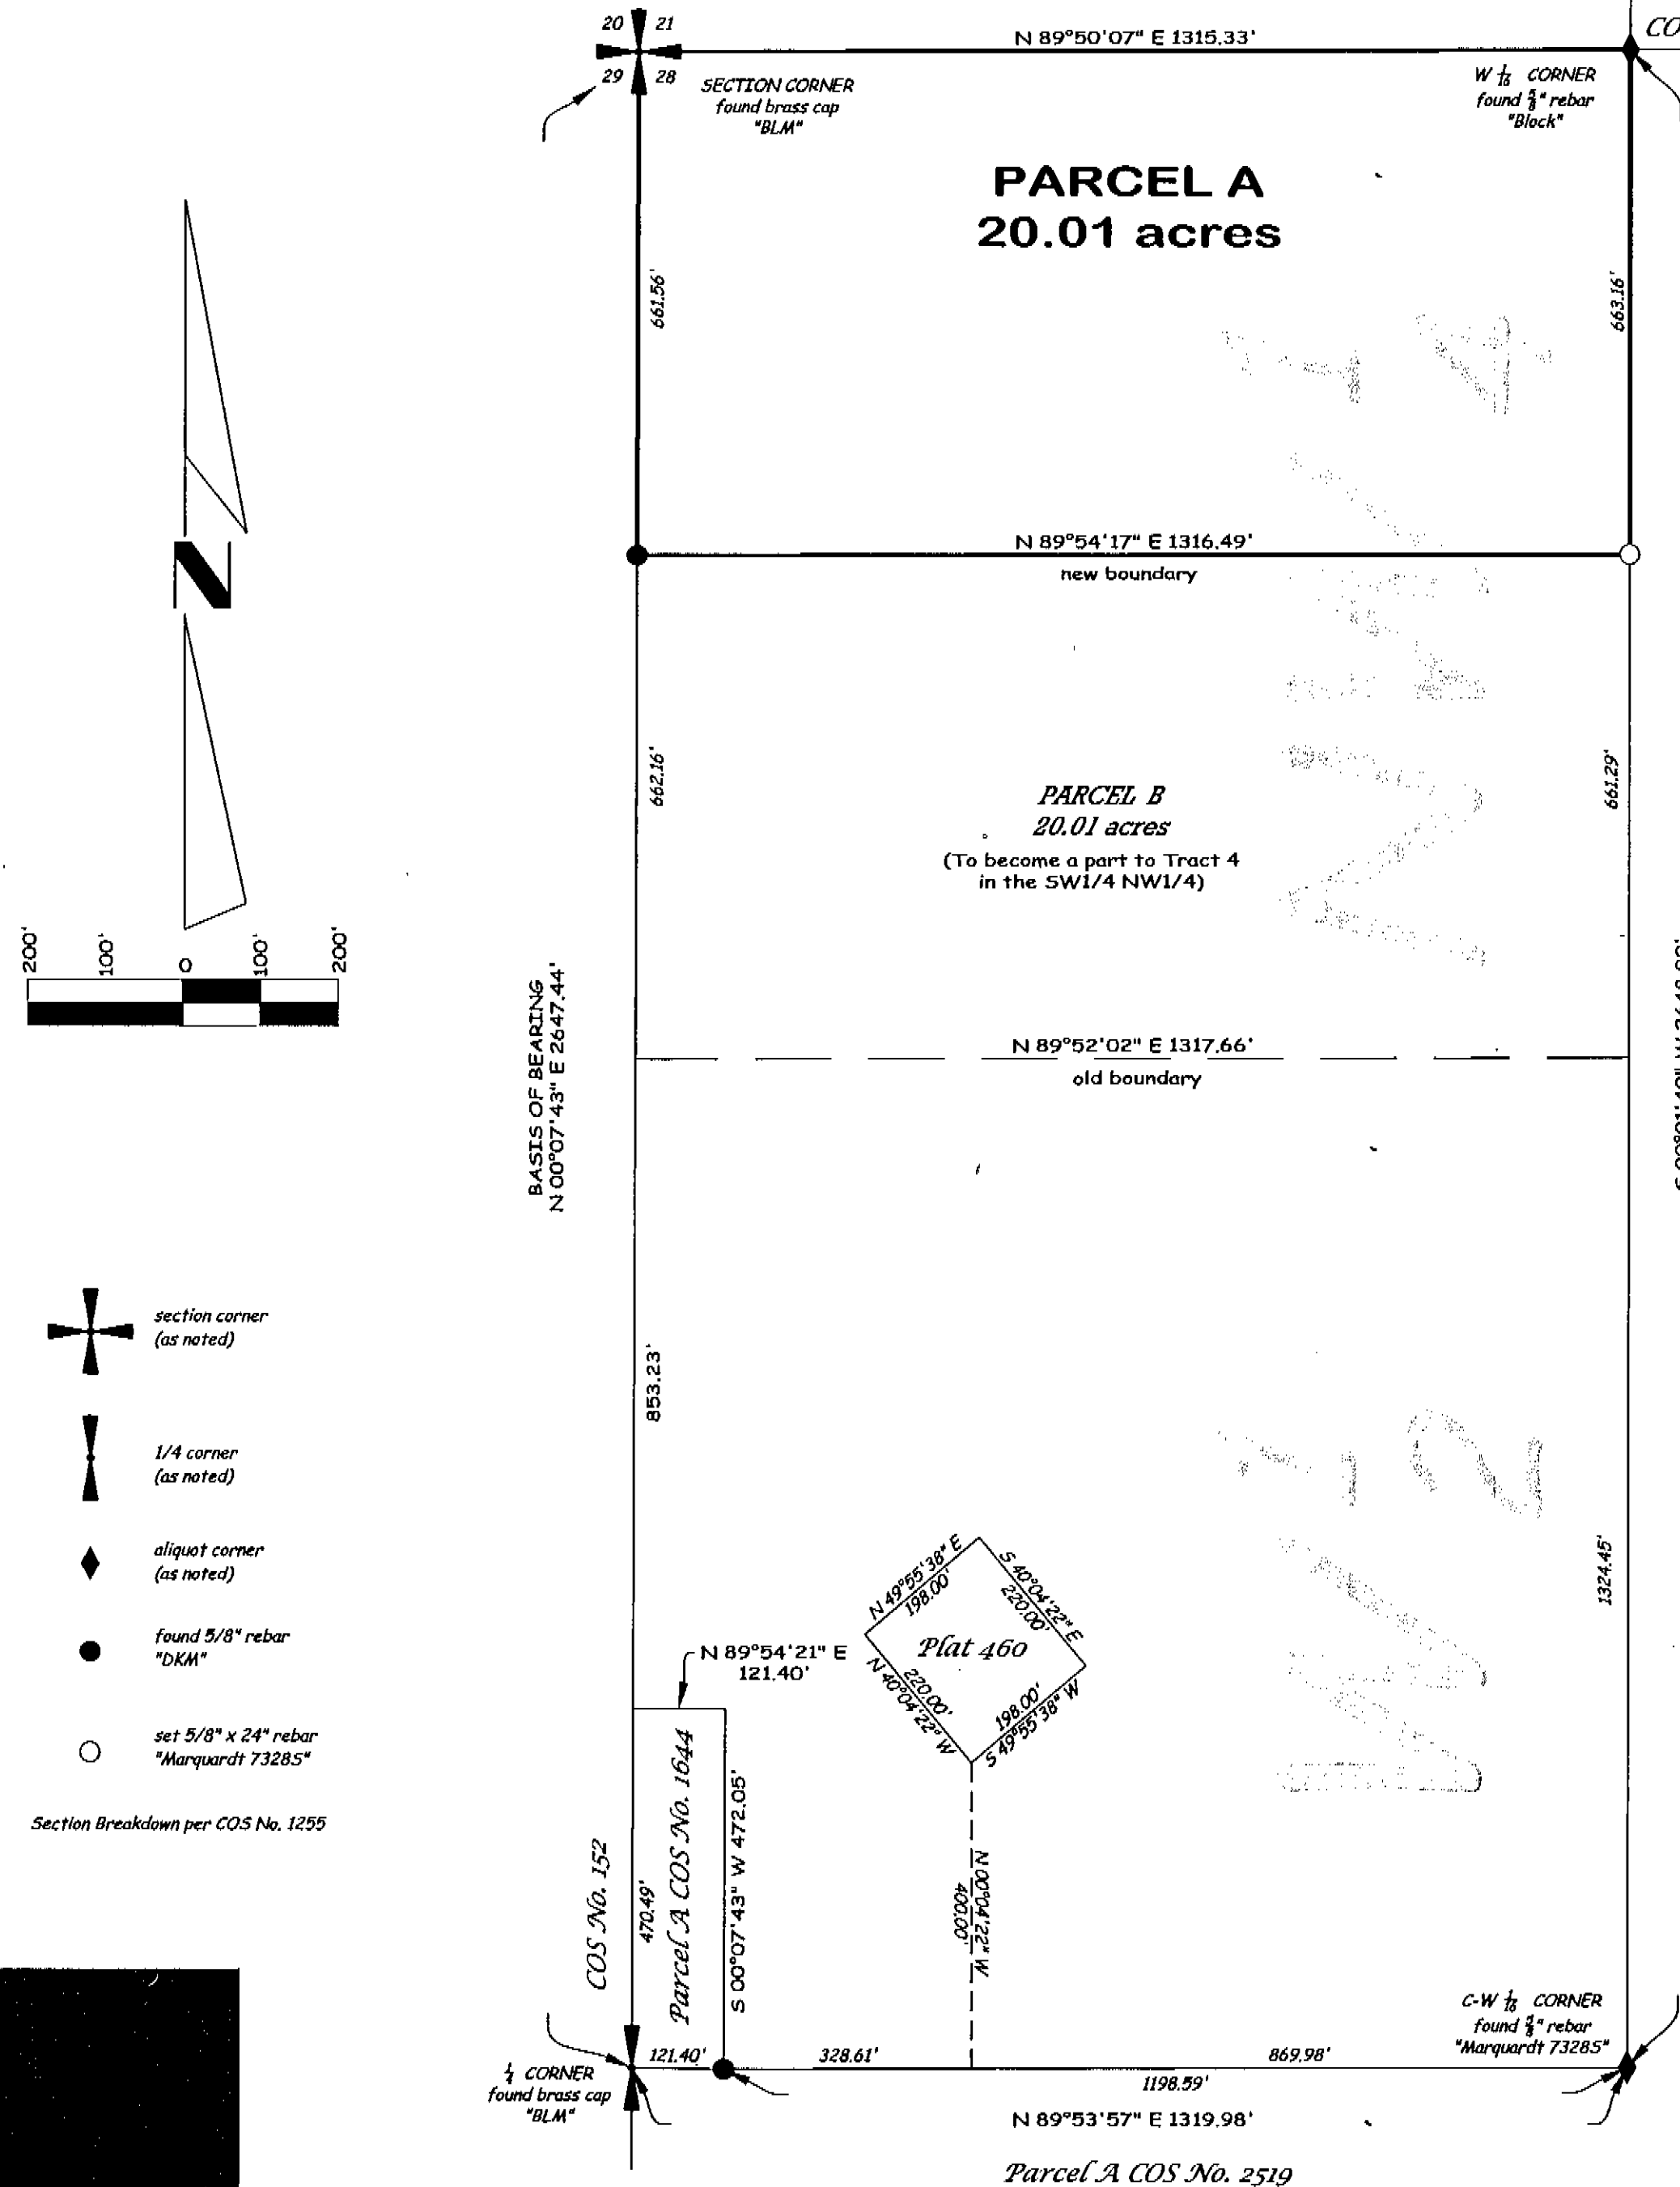 20 21
29 28
N 89°50'07" E 1315.33'
SECTION CORNER
found brass cap
"BLM"
W 1/16 CORNER
found 5/8" rebar
"Block"
PARCEL A
20.01 acres
661.56'
663.16'
N 89°54'17" E 1316.49'
new boundary
N
662.16'
661.29'
PARCEL B
20.01 acres
(To become a part to Tract 4
in the SW1/4 NW1/4)
200' 100' 0 100' 200'
BASIS OF BEARING
N 00°07'43" E 2647.44'
N 89°52'02" E 1317.66'
old boundary
section corner
(as noted)
1/4 corner
(as noted)
aliquot corner
(as noted)
found 5/8" rebar
"DKM"
set 5/8" x 24" rebar
"Marquardt 7328S"
Section Breakdown per COS No. 1255
853.23'
1324.45'
N 49°55'38" E
198.00'
S 40°04'22" E
220.00'
Plat 460
220.00'
N 40°04'22" W
198.00'
S 49°55'38" W
N 89°54'21" E
121.40'
COS No. 152
470.49'
Parcel A COS No. 1644
S 00°07'43" W 472.05'
N 00°04'22" W
400.00'
C-W 1/16 CORNER
found 5/8" rebar
"Marquardt 7328S"
1/4 CORNER
found brass cap
"BLM"
121.40' 328.61' 869.98'
1198.59'
N 89°53'57" E 1319.98'
Parcel A COS No. 2519
W 1/2
NW 1/4